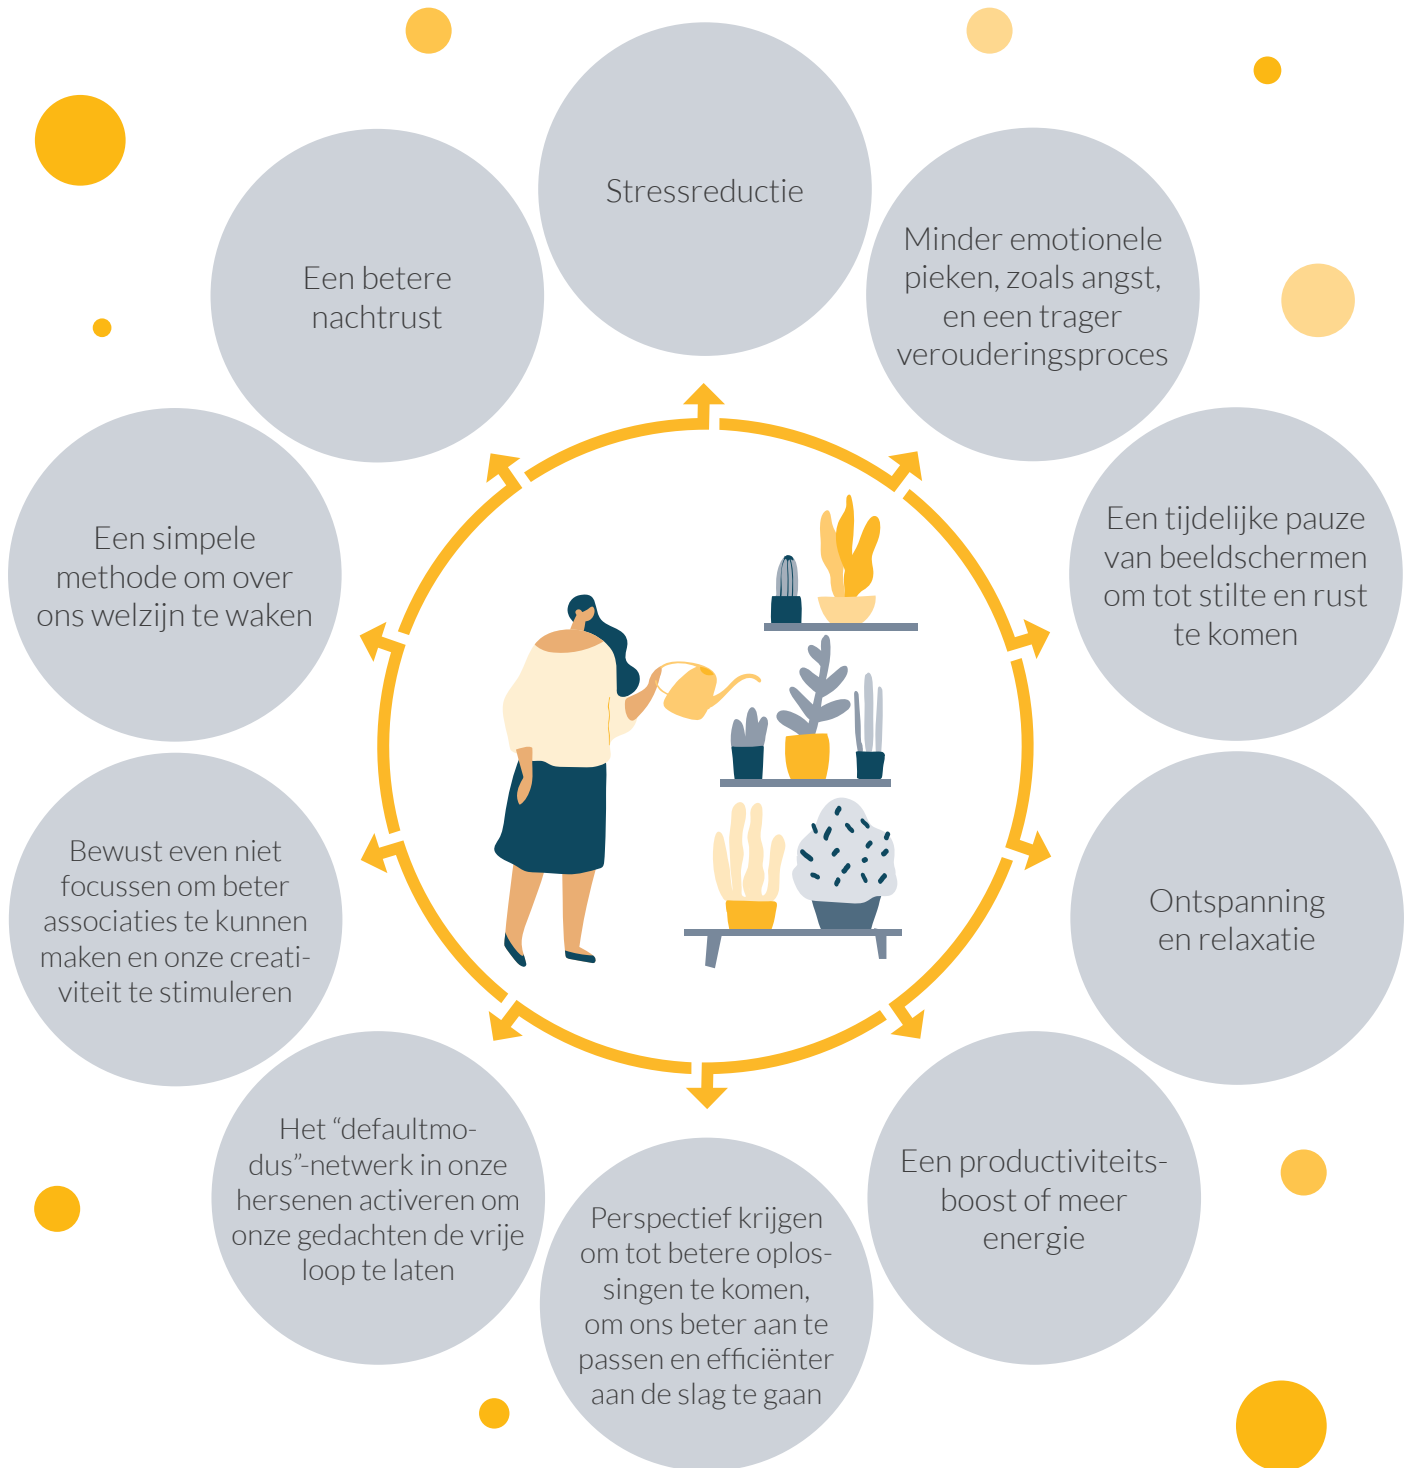 Stressreductie
Minder emotionele
pieken, zoals angst,
en een trager
verouderingsproces
Een tijdelijke pauze
van beeldschermen
om tot stilte en rust
te komen
Ontspanning
en relaxatie
Een productiviteits-
boost of meer
energie
Perspectief krijgen
om tot betere oplos-
singen te komen,
om ons beter aan te
passen en efficiënter
aan de slag te gaan
Het “defaultmo-
dus”-netwerk in onze
hersenen activeren om
onze gedachten de vrije
loop te laten
Bewust even niet
focussen om beter
associaties te kunnen
maken en onze creati-
viteit te stimuleren
Een simpele
methode om over
ons welzijn te waken
Een betere
nachtrust